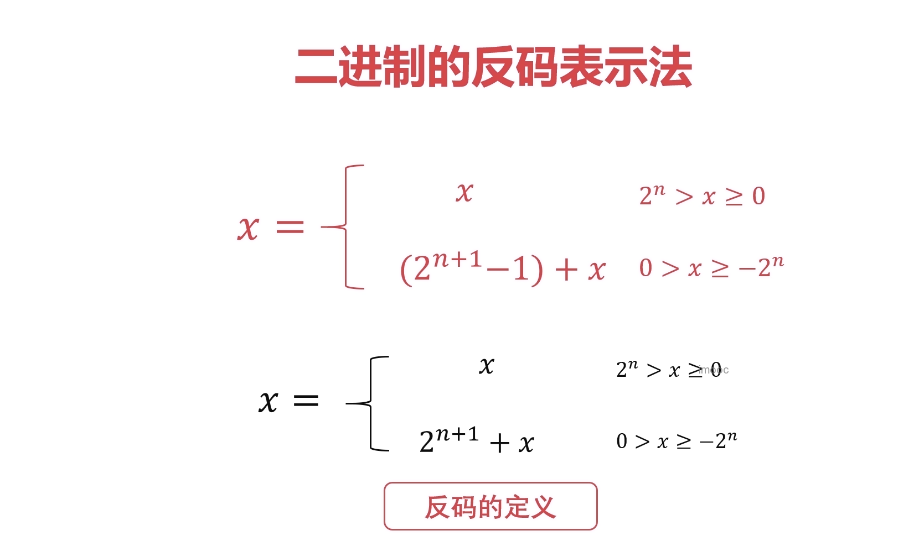 二进制的反码表示法
x 2ⁿ > x ≥ 0
x =
(2ⁿ⁺¹−1) + x 0 > x ≥ −2ⁿ
x 2ⁿ > x ≥ 0
x =
2ⁿ⁺¹ + x 0 > x ≥ −2ⁿ
反码的定义